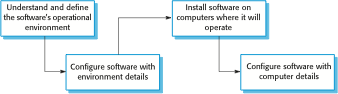 Understand and define
the software's operational
environment
Configure software with
environment details
Install software on
computers where it will
operate
Configure software with
computer details